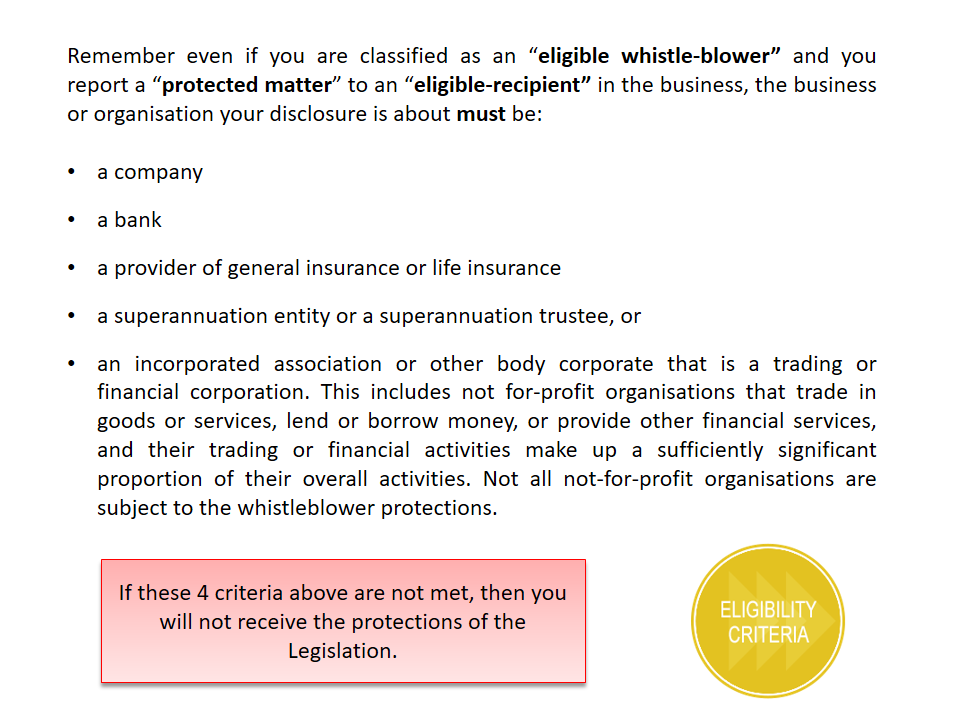 Remember even if you are classified as an “eligible whistle-blower” and you
report a “protected matter” to an “eligible-recipient” in the business, the business
or organisation your disclosure is about must be:
• a company
• a bank
• a provider of general insurance or life insurance
• a superannuation entity or a superannuation trustee, or
• an incorporated association or other body corporate that is a trading or
financial corporation. This includes not for-profit organisations that trade in
goods or services, lend or borrow money, or provide other financial services,
and their trading or financial activities make up a sufficiently significant
proportion of their overall activities. Not all not-for-profit organisations are
subject to the whistleblower protections.
If these 4 criteria above are not met, then you
will not receive the protections of the
Legislation.
ELIGIBILITY
CRITERIA